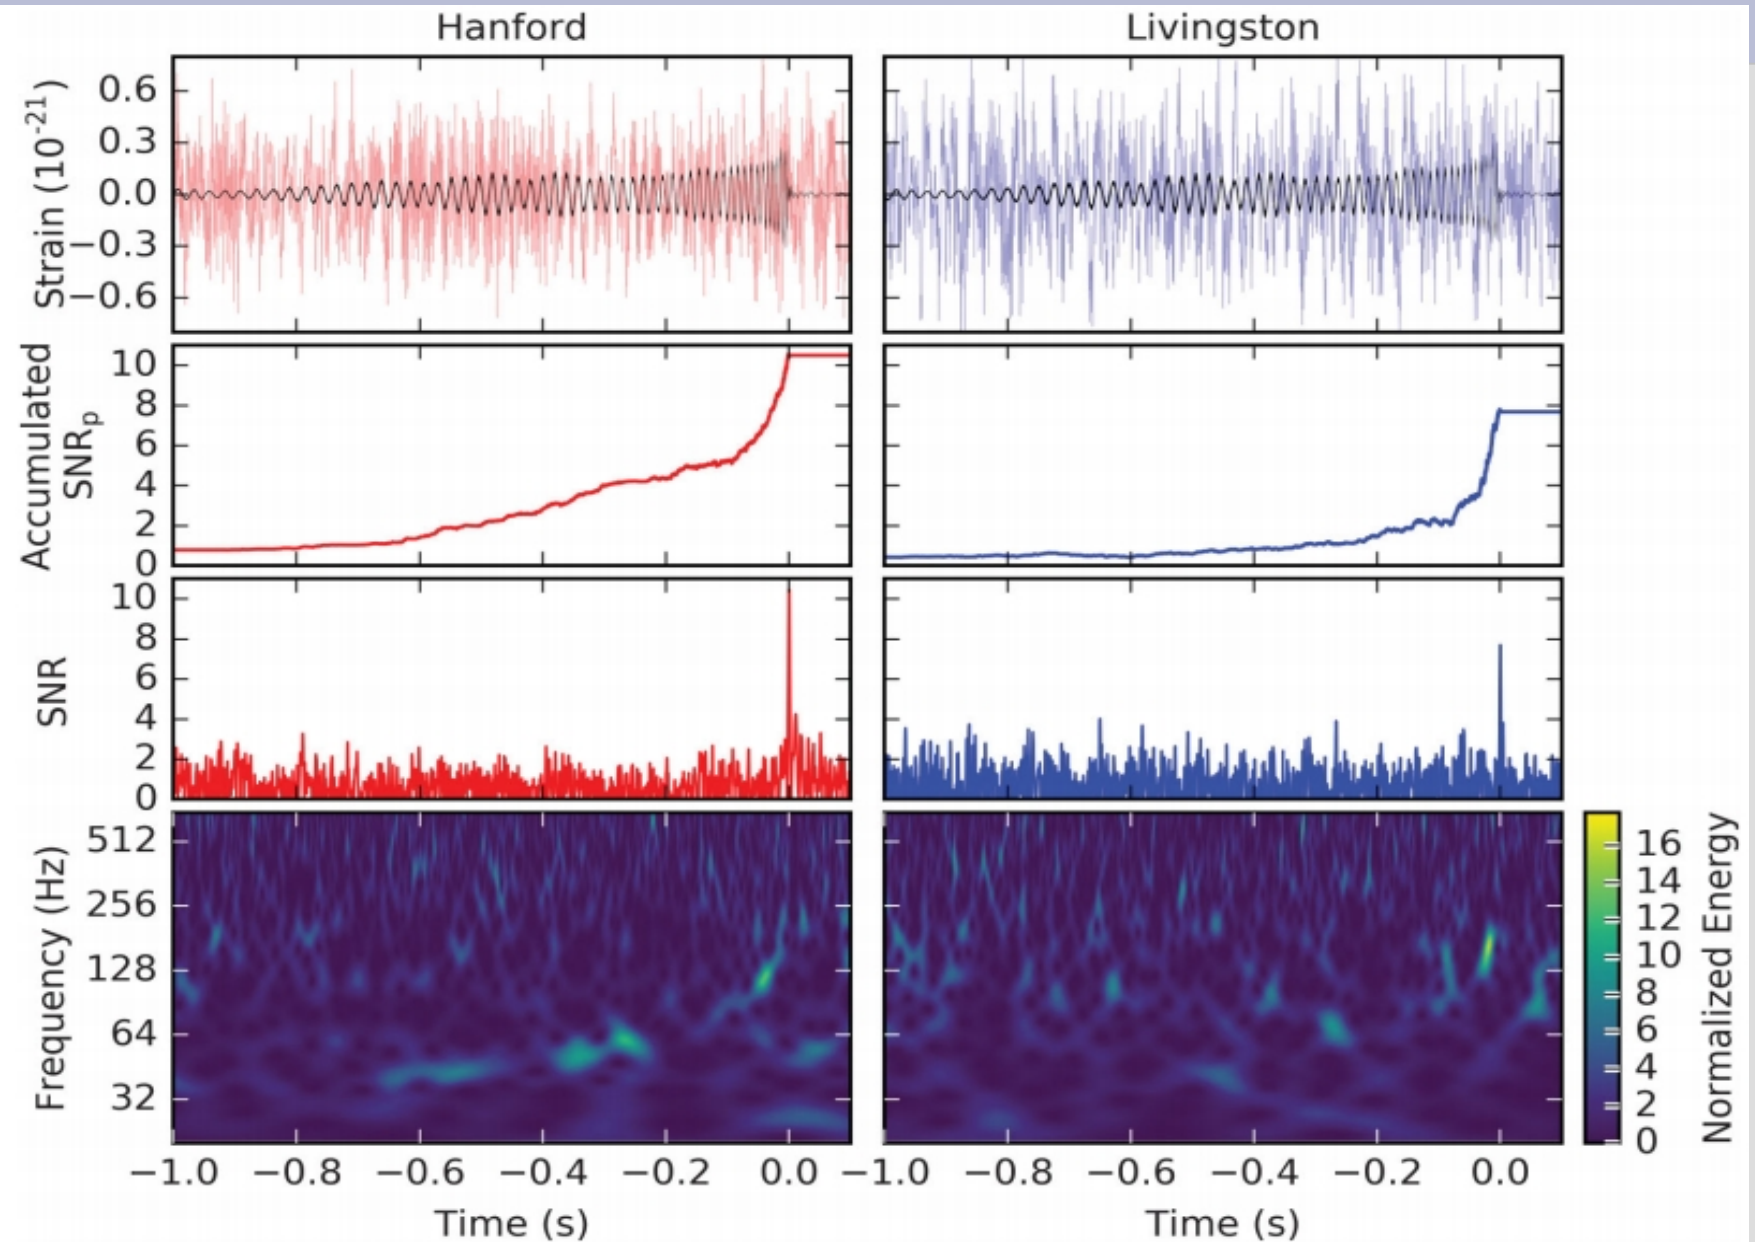 Hanford
Livingston
Strain (10⁻²¹)
0.6
0.3
0.0
−0.3
−0.6
Accumulated
SNRₚ
10
8
6
4
2
0
SNR
10
8
6
4
2
0
Frequency (Hz)
512
256
128
64
32
16
14
12
10
8
6
4
2
0
Normalized Energy
−1.0 −0.8 −0.6 −0.4 −0.2 0.0
−1.0 −0.8 −0.6 −0.4 −0.2 0.0
Time (s)
Time (s)